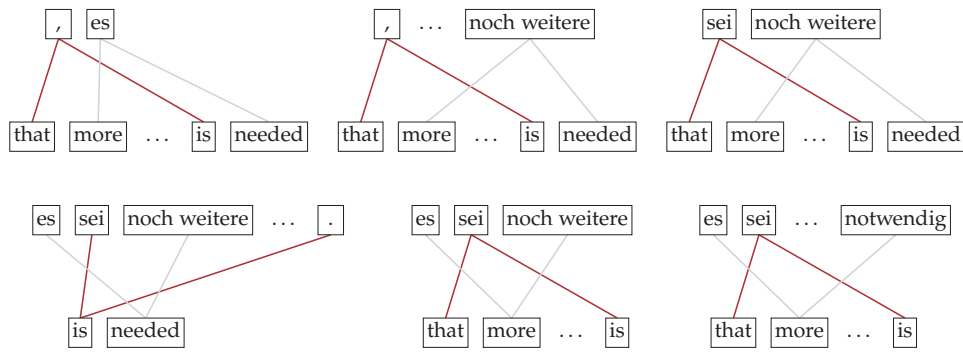 , es
that more … is needed
, … noch weitere
that more … is needed
sei noch weitere
that more … is needed
es sei noch weitere … .
is needed
es sei noch weitere
that more … is
es sei … notwendig
that more … is